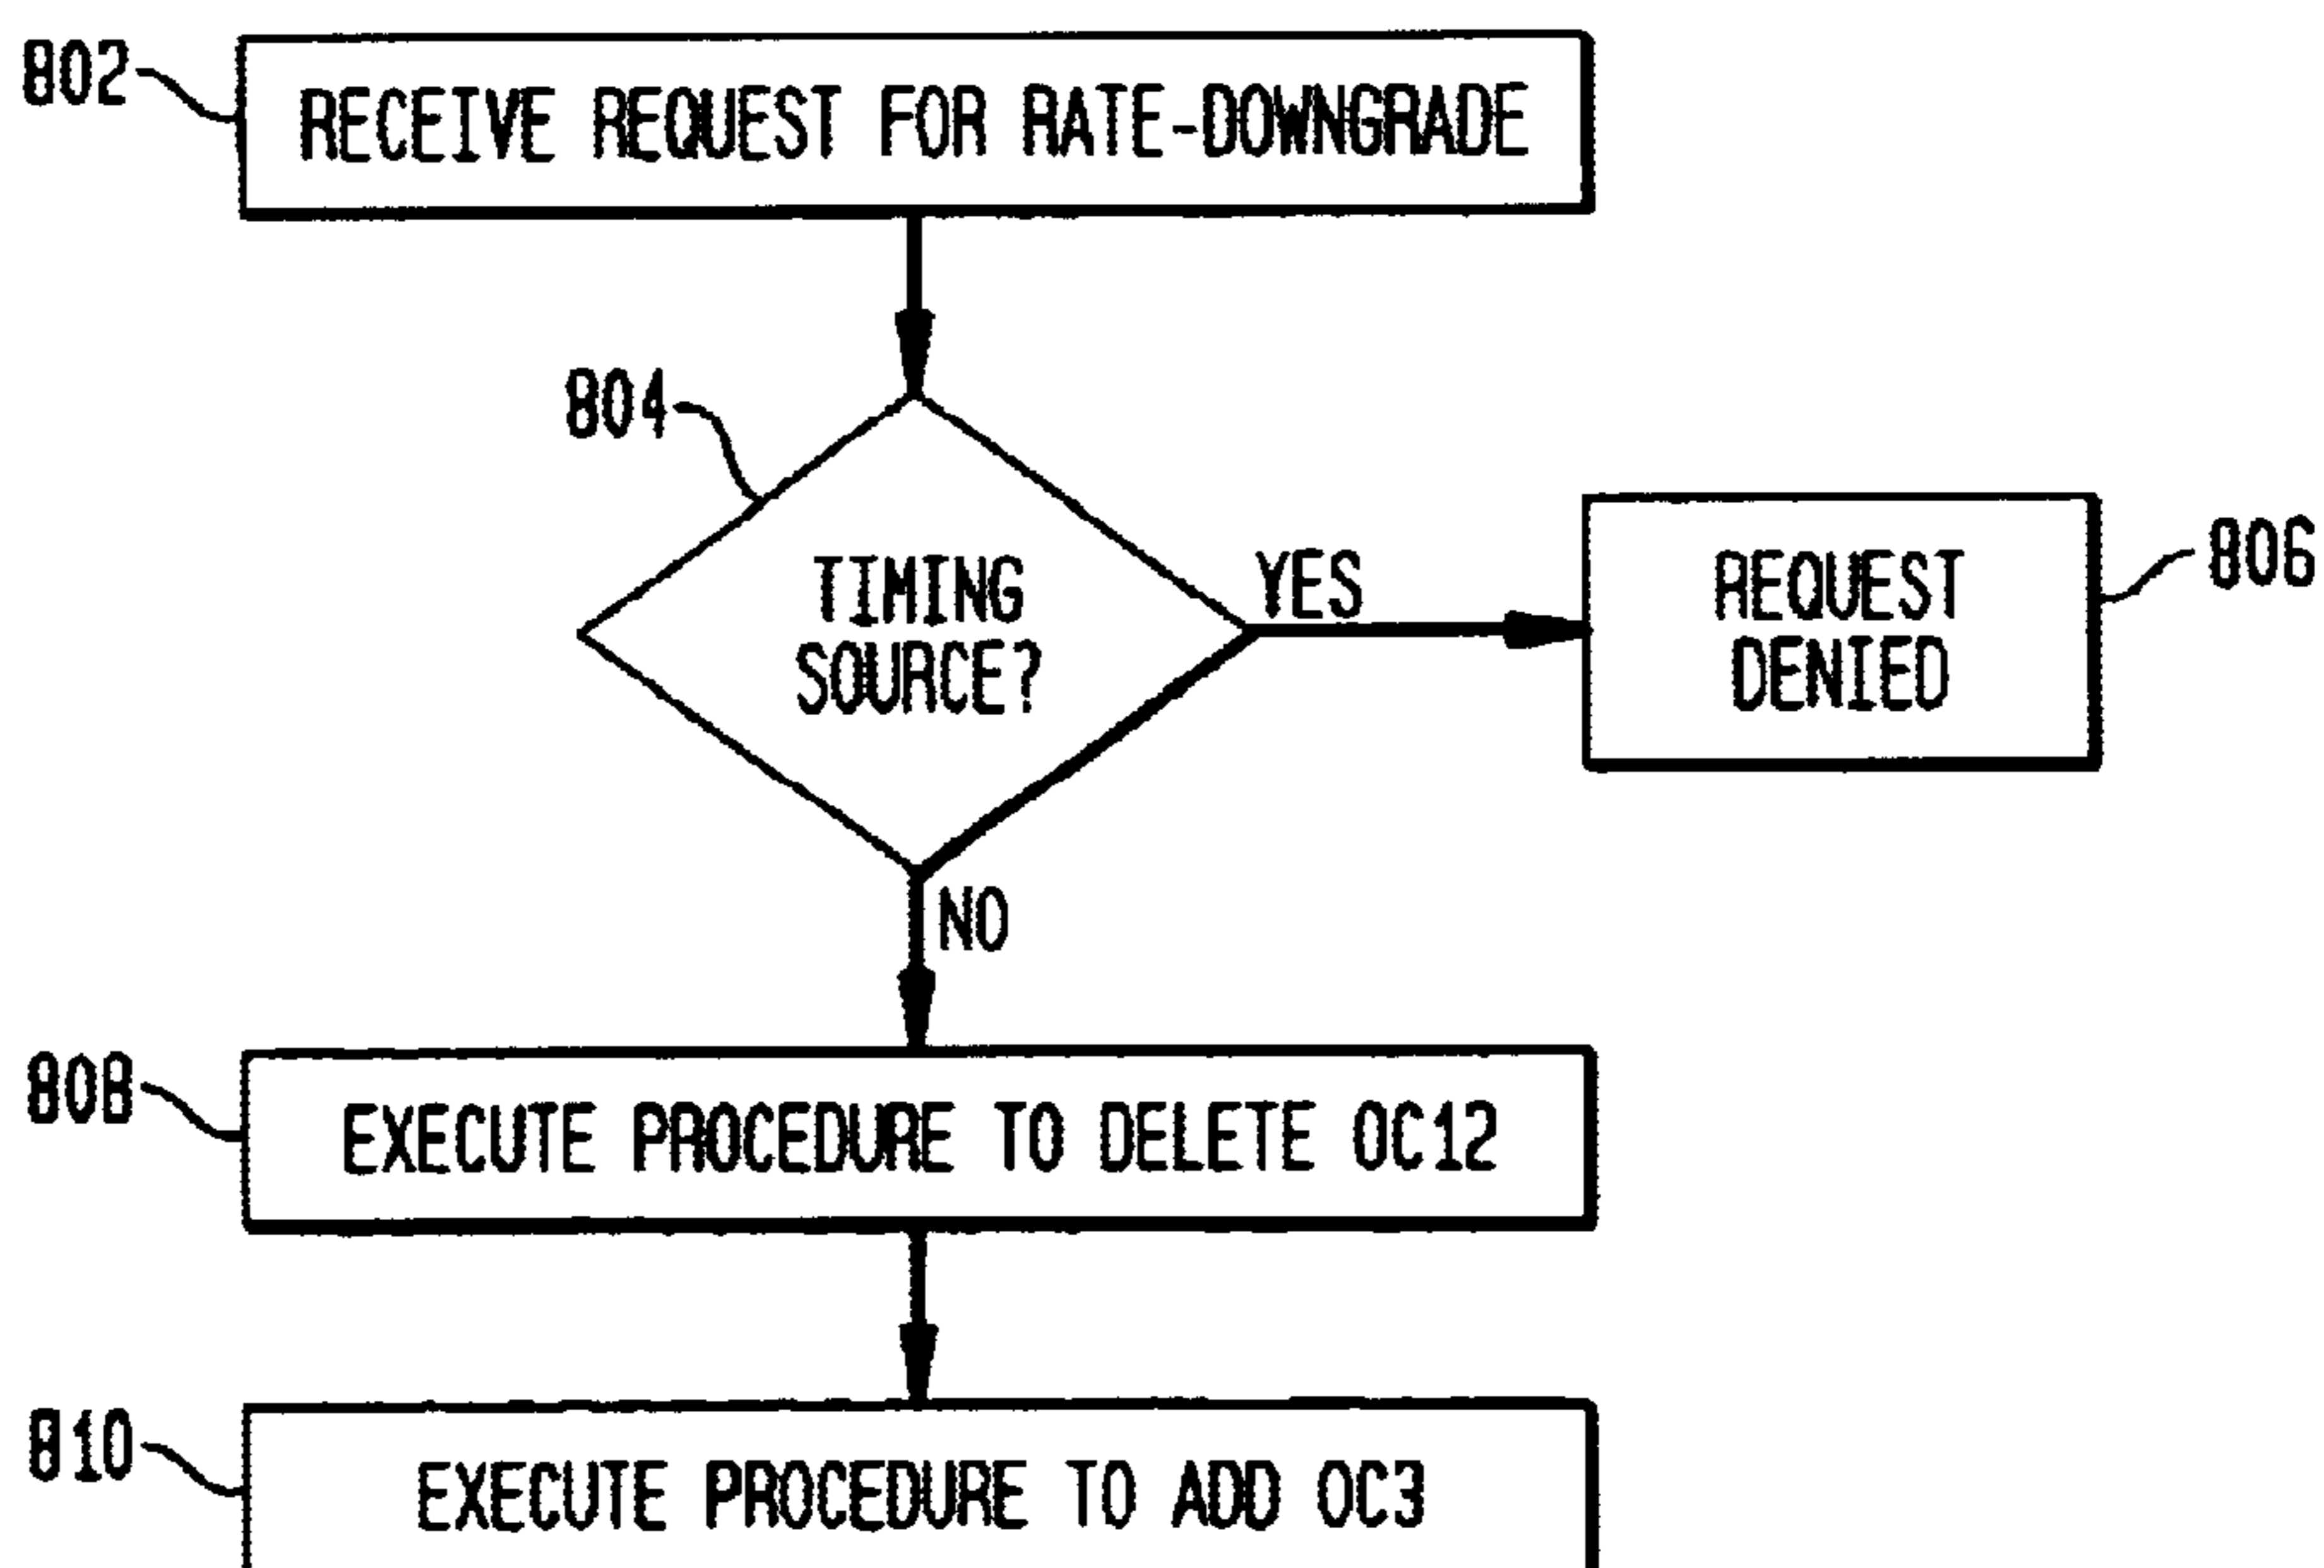 802
RECEIVE REQUEST FOR RATE-DOWNGRADE
804
TIMING
SOURCE?
YES
REQUEST
DENIED
806
NO
808
EXECUTE PROCEDURE TO DELETE OC12
810
EXECUTE PROCEDURE TO ADD OC3